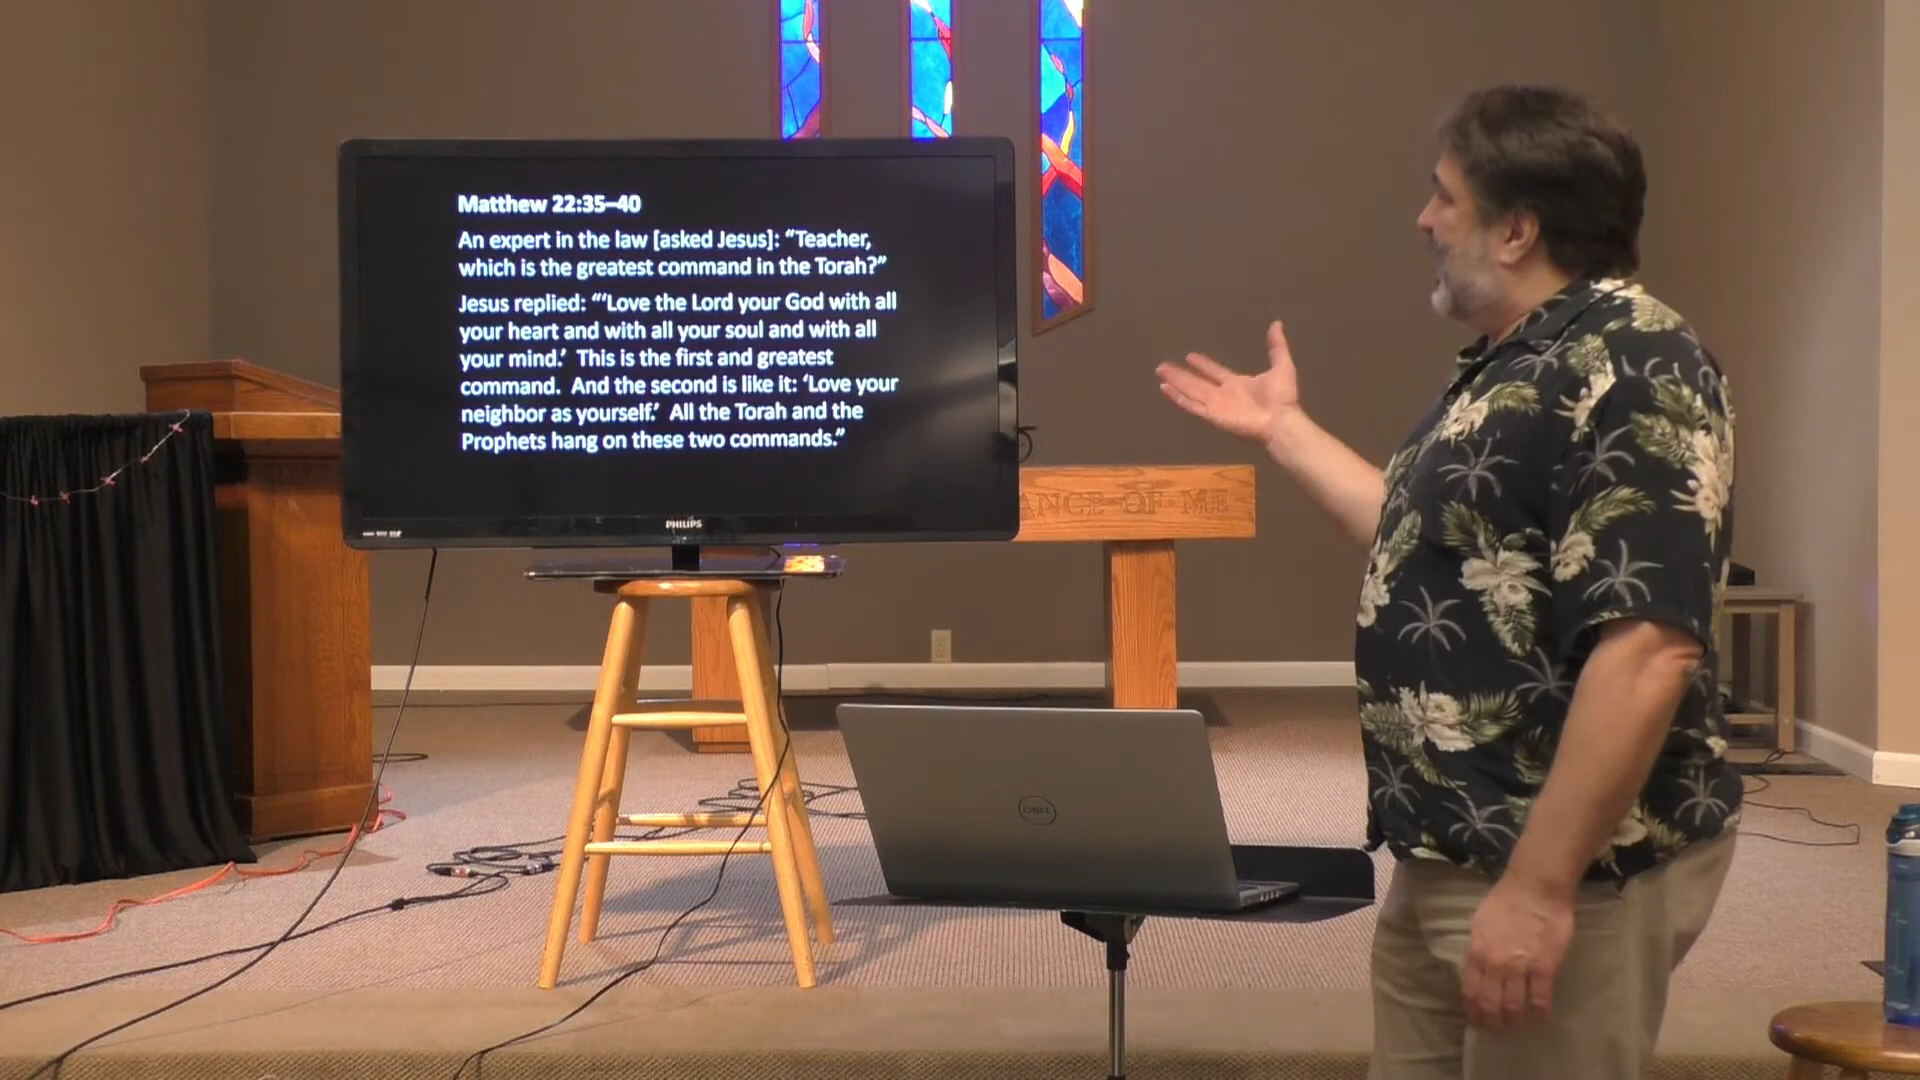 Matthew 22:35–40
An expert in the law [asked Jesus]: “Teacher,
which is the greatest command in the Torah?”
Jesus replied: “‘Love the Lord your God with all
your heart and with all your soul and with all
your mind.’ This is the first and greatest
command. And the second is like it: ‘Love your
neighbor as yourself.’ All the Torah and the
Prophets hang on these two commands.”
PHILIPS
ANCE·OF·ME
DELL